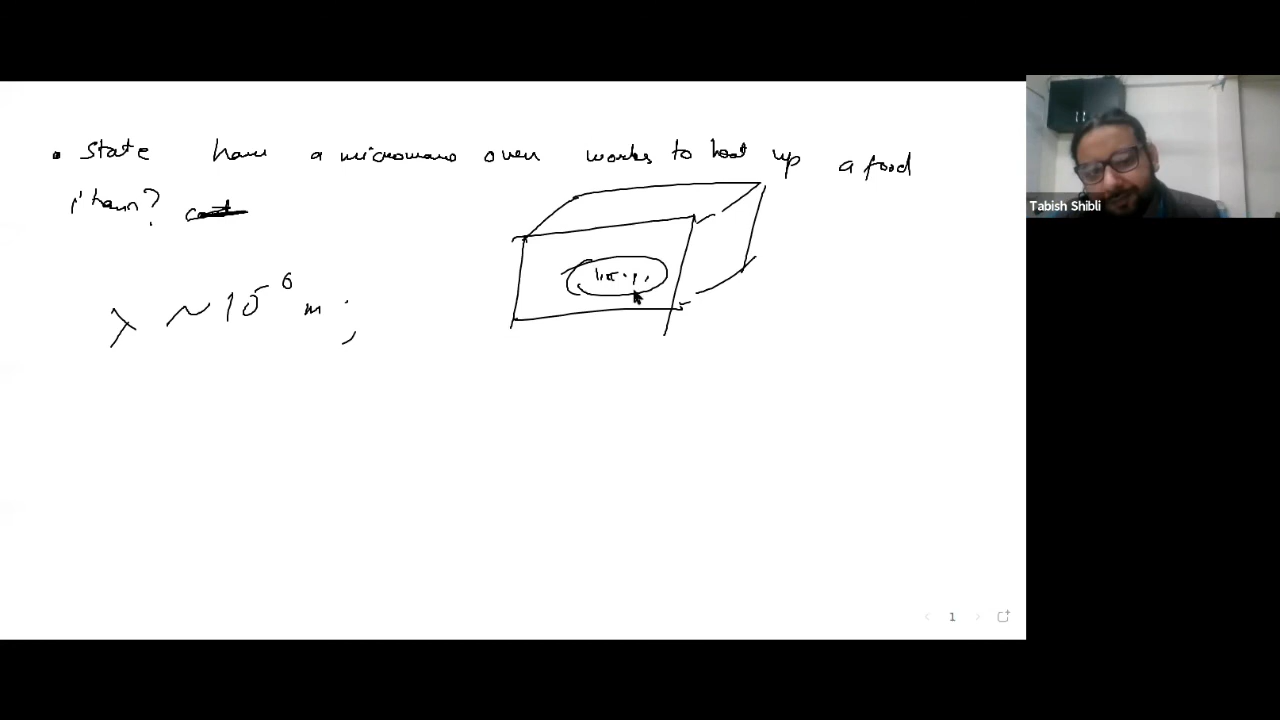 • State how a microwave oven works to heat up a food
item?
λ ~ 10⁻⁶ m ;
Tabish Shibli
1